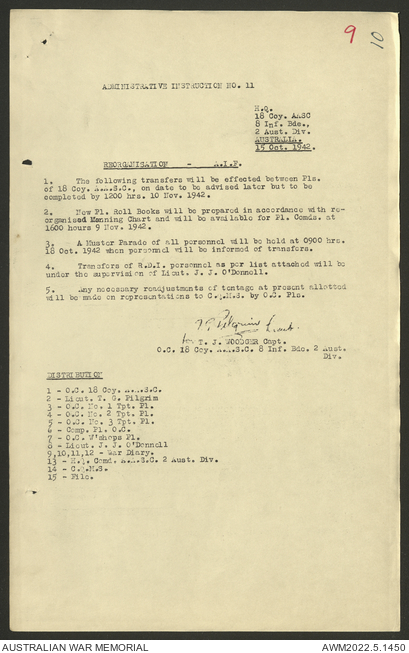 9 10
ADMINISTRATIVE INSTRUCTION NO. 11
H.Q.
18 Coy. AASC
8 Inf. Bde.,
2 Aust. Div.
AUSTRALIA.
15 Oct. 1942.
REORGANISATION - A.I.F.
1. The following transfers will be effected between Pls.
of 18 Coy. A.A.S.C., on date to be advised later but to be
completed by 1200 hrs. 10 Nov. 1942.
2. New Pl. Roll Books will be prepared in accordance with re-
organised Manning Chart and will be available for Pl. Comds. at
1600 hours 9 Nov. 1942.
3. A Muster Parade of all personnel will be held at 0900 hrs.
18 Oct. 1942 when personnel will be informed of transfers.
4. Transfers of R.D.I. personnel as per list attached will be
under the supervision of Lieut. J. J. O'Donnell.
5. Any necessary readjustments of tentage at present allotted
will be made on representations to C.Q.M.S. by O.C. Pls.
Pilgrim Lieut.
for T. J. WOODGER Capt.
O.C. 18 Coy. A.A.S.C. 8 Inf. Bde. 2 Aust.
Div.
DISTRIBUTION
1 - O.C. 18 Coy. A.A.S.C.
2 - Lieut. T. G. Pilgrim
3 - O.C. No. 1 Tpt. Pl.
4 - O.C. No. 2 Tpt. Pl.
5 - O.C. No. 3 Tpt. Pl.
6 - Comp. Pl. O.C.
7 - O.C. W'shops Pl.
8 - Lieut. J. J. O'Donnell
9,10,11,12 - War Diary.
13 - H.Q. Comd. A.A.S.C. 2 Aust. Div.
14 - C.Q.M.S.
15 - File.
AUSTRALIAN WAR MEMORIAL AWM2022.5.1450